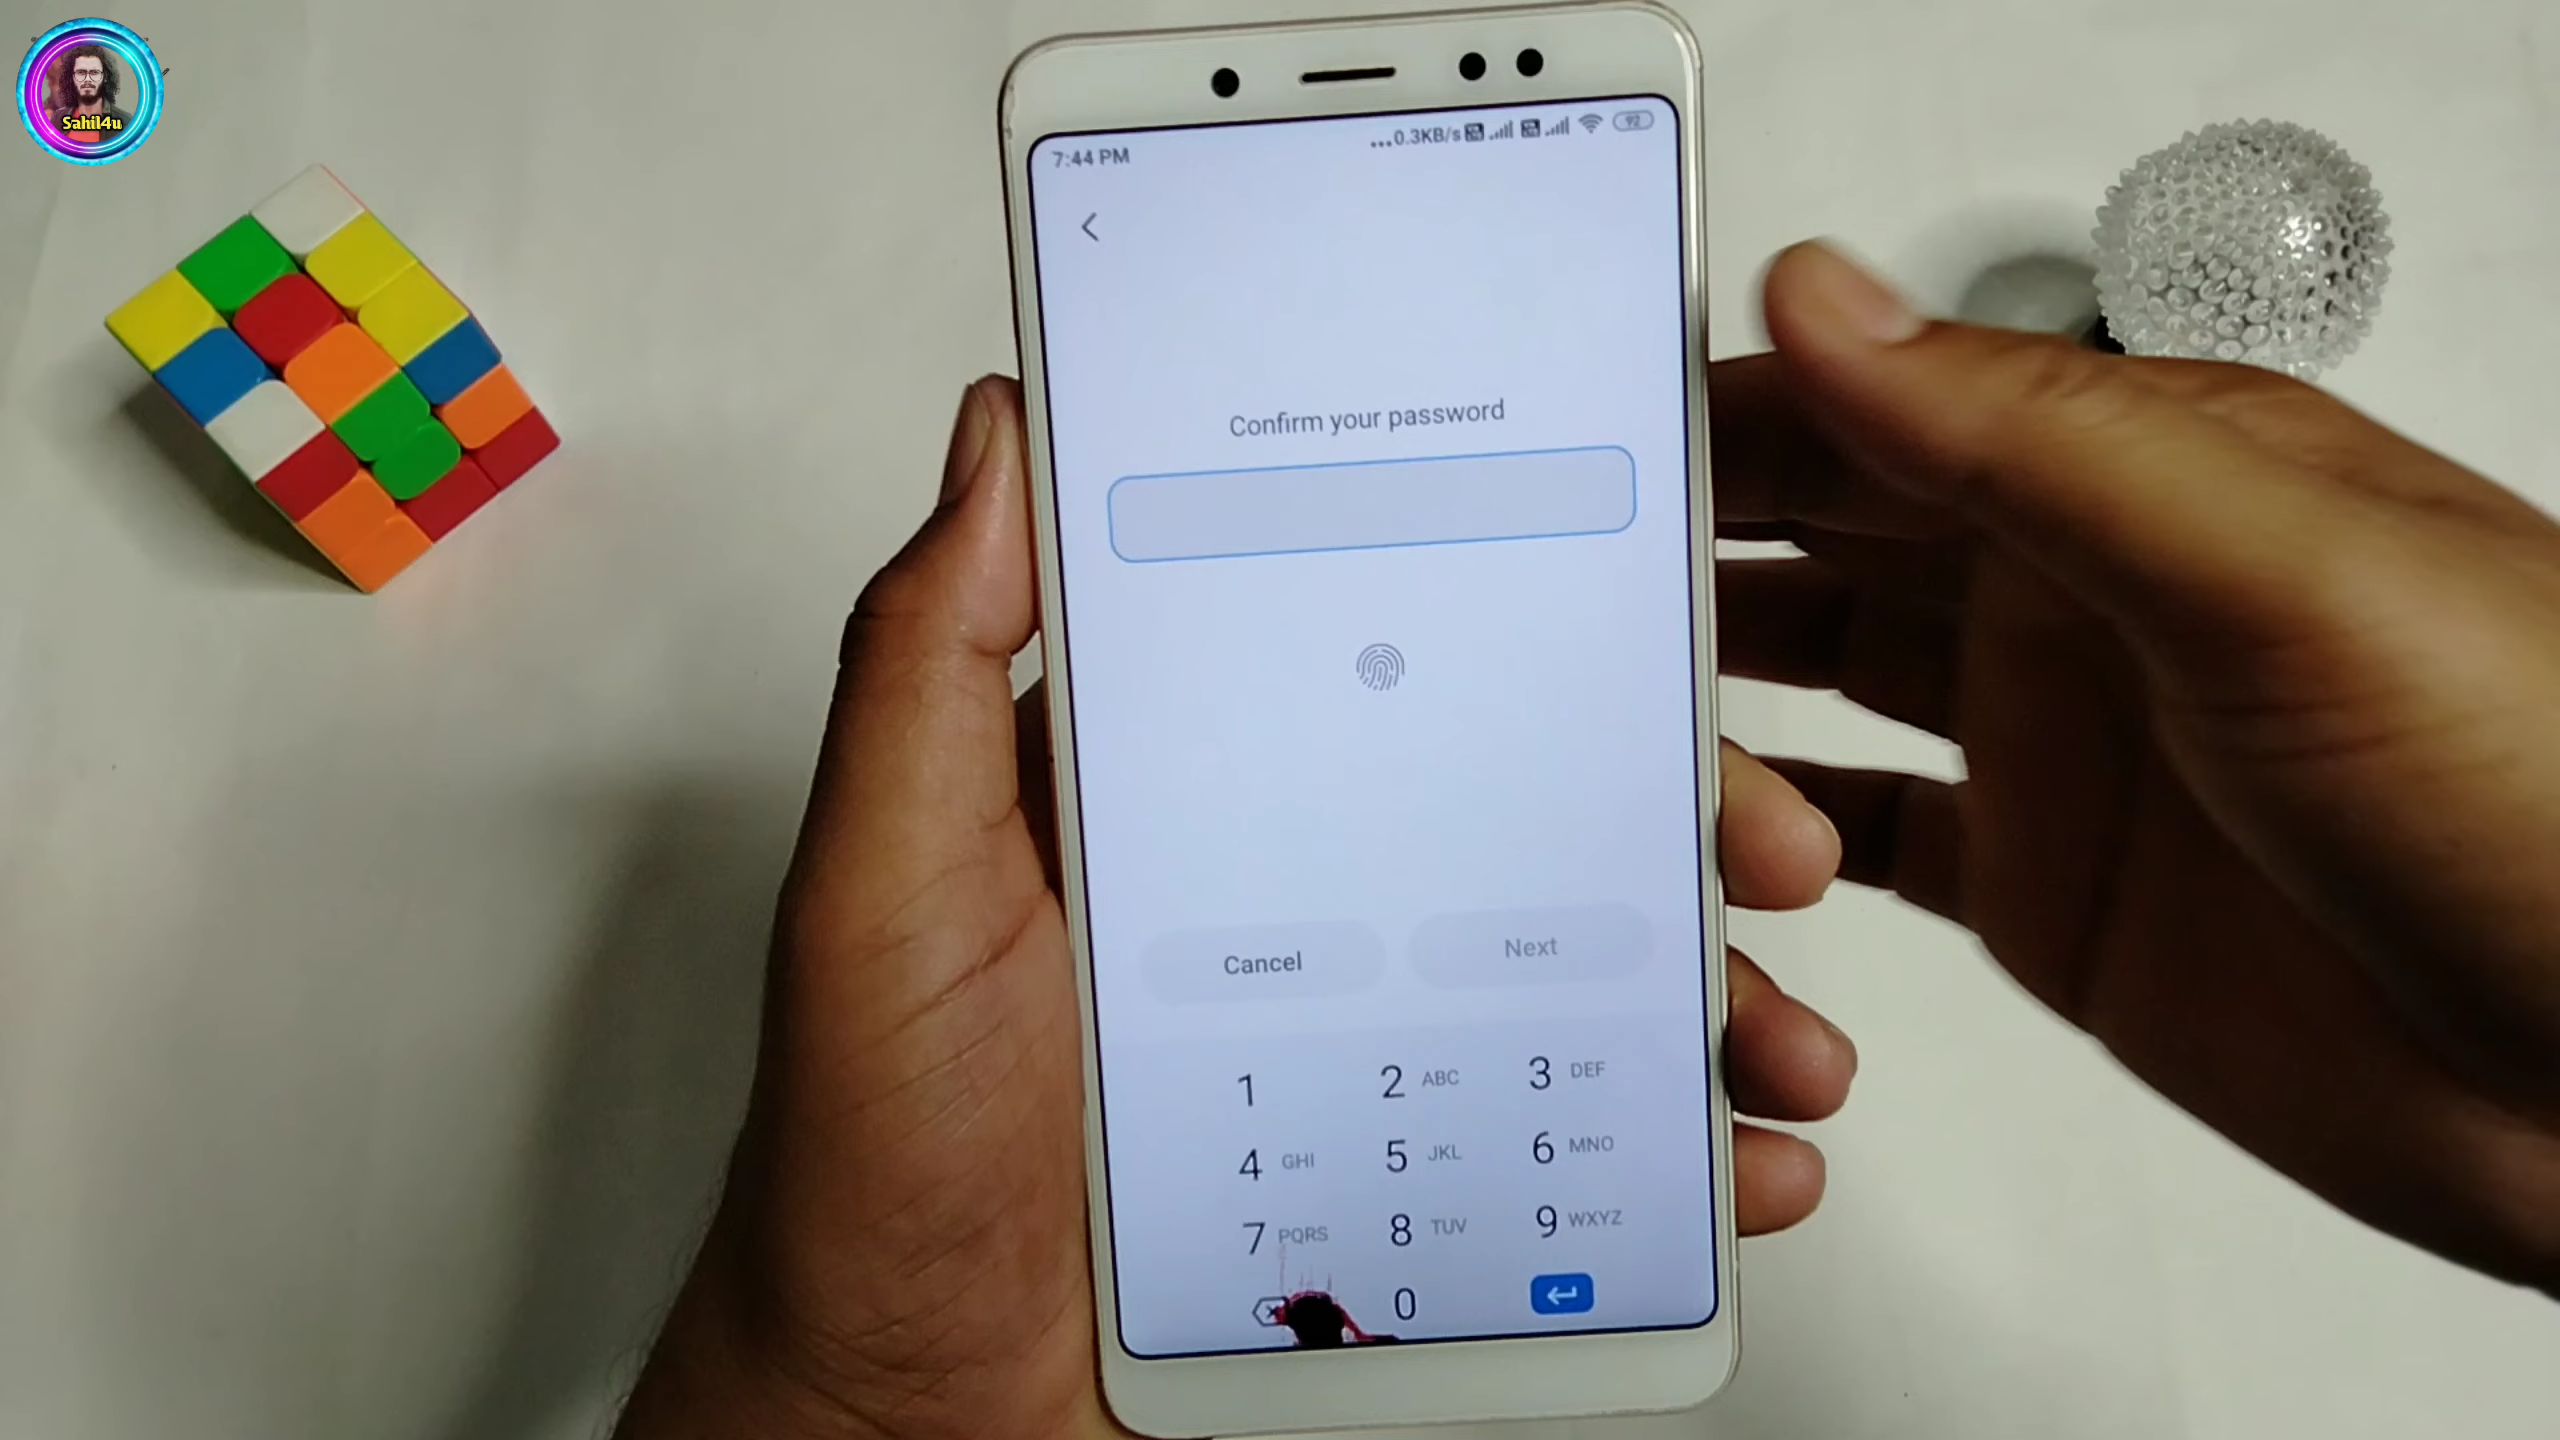 Sahil4u
7:44 PM ...0.3KB/s 92
Confirm your password
Cancel Next
1 2 ABC 3 DEF
4 GHI 5 JKL 6 MNO
7 PQRS 8 TUV 9 WXYZ
0